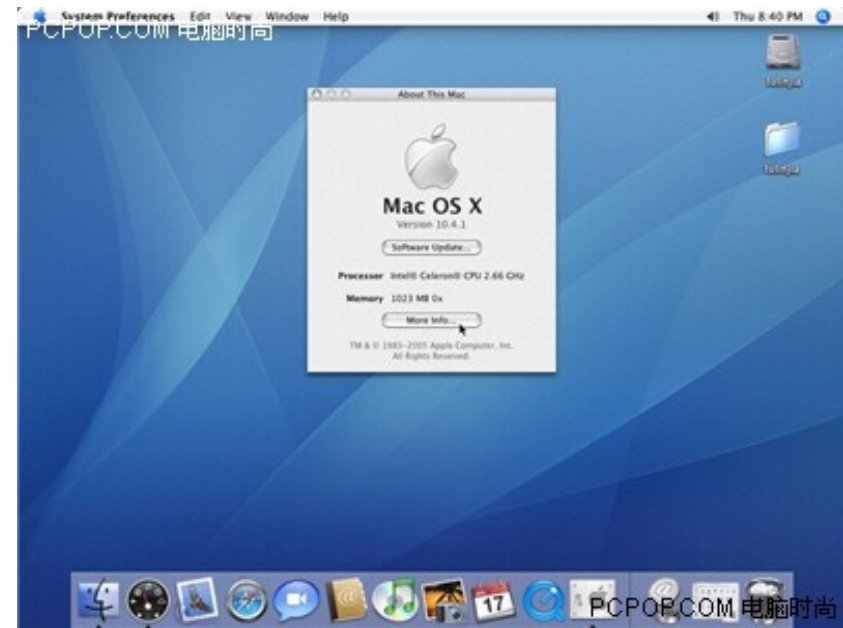 System Preferences Edit View Window Help
Thu 8:40 PM
PCPOP.COM 电脑时尚
About This Mac
Mac OS X
Version 10.4.1
Software Update...
Processor Intel® Celeron® CPU 2.66 GHz
Memory 1023 MB 0x
More Info...
TM & © 1983-2005 Apple Computer, Inc.
All Rights Reserved.
17
PCPOP.COM 电脑时尚